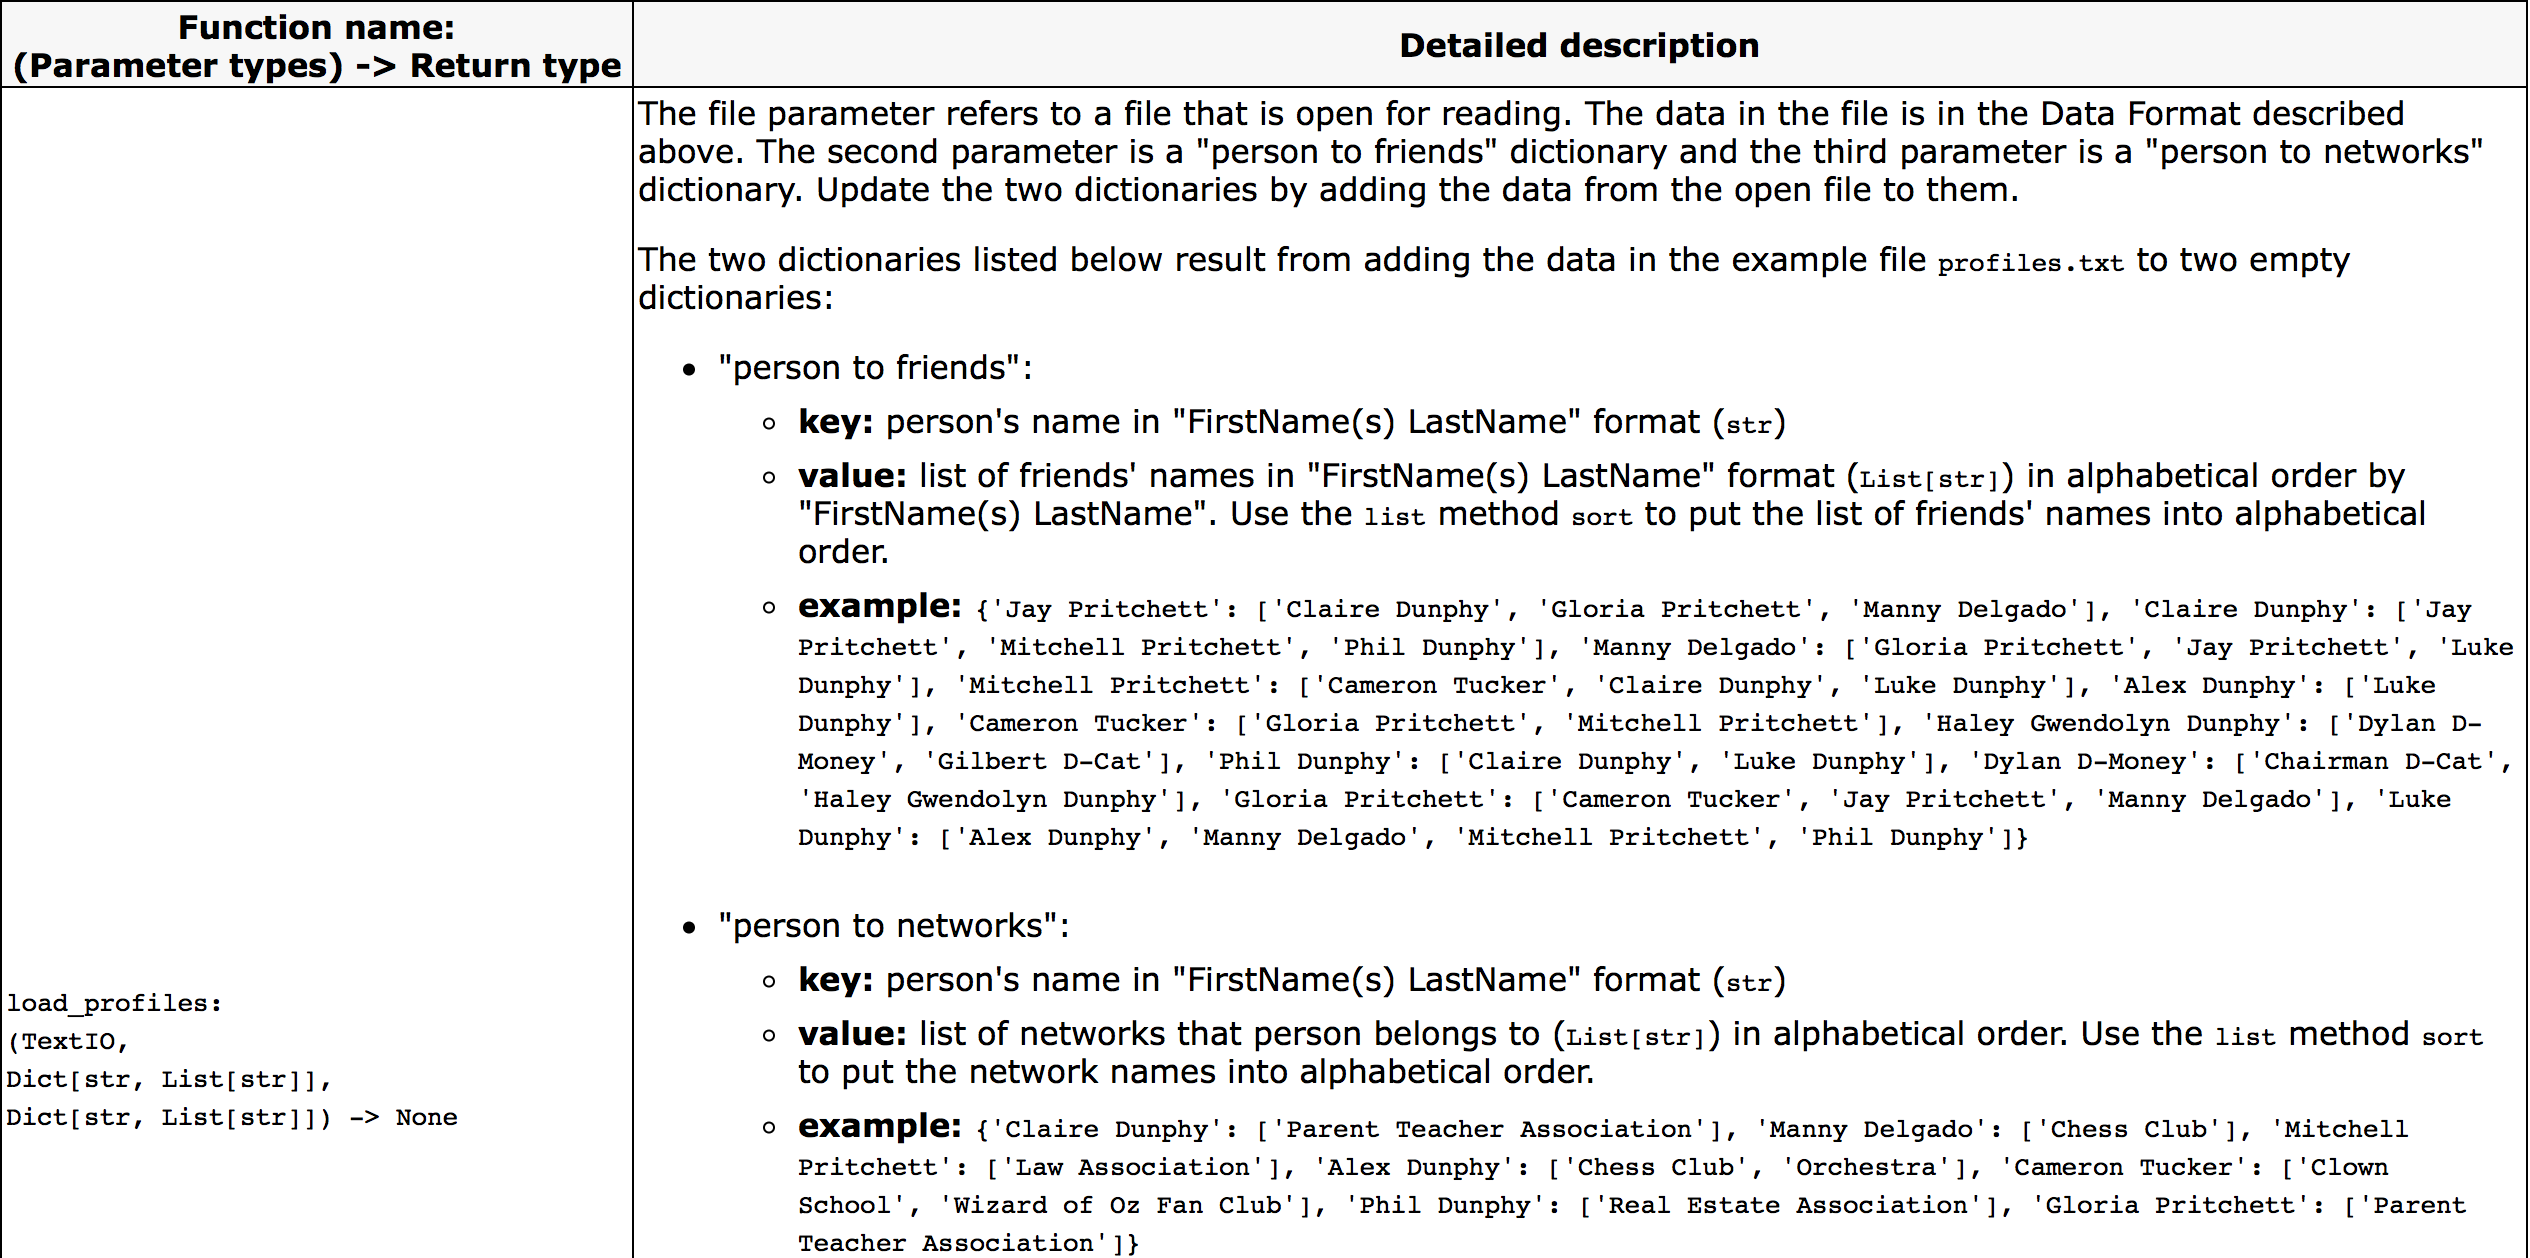 Function name:
(Parameter types) -> Return type
Detailed description
load_profiles:
(TextIO,
Dict[str, List[str]],
Dict[str, List[str]]) -> None
The file parameter refers to a file that is open for reading. The data in the file is in the Data Format described
above. The second parameter is a "person to friends" dictionary and the third parameter is a "person to networks"
dictionary. Update the two dictionaries by adding the data from the open file to them.
The two dictionaries listed below result from adding the data in the example file profiles.txt to two empty
dictionaries:
• "person to friends":
◦ key: person's name in "FirstName(s) LastName" format (str)
◦ value: list of friends' names in "FirstName(s) LastName" format (List[str]) in alphabetical order by
"FirstName(s) LastName". Use the list method sort to put the list of friends' names into alphabetical
order.
◦ example: {'Jay Pritchett': ['Claire Dunphy', 'Gloria Pritchett', 'Manny Delgado'], 'Claire Dunphy': ['Jay
Pritchett', 'Mitchell Pritchett', 'Phil Dunphy'], 'Manny Delgado': ['Gloria Pritchett', 'Jay Pritchett', 'Luke
Dunphy'], 'Mitchell Pritchett': ['Cameron Tucker', 'Claire Dunphy', 'Luke Dunphy'], 'Alex Dunphy': ['Luke
Dunphy'], 'Cameron Tucker': ['Gloria Pritchett', 'Mitchell Pritchett'], 'Haley Gwendolyn Dunphy': ['Dylan D-
Money', 'Gilbert D-Cat'], 'Phil Dunphy': ['Claire Dunphy', 'Luke Dunphy'], 'Dylan D-Money': ['Chairman D-Cat',
'Haley Gwendolyn Dunphy'], 'Gloria Pritchett': ['Cameron Tucker', 'Jay Pritchett', 'Manny Delgado'], 'Luke
Dunphy': ['Alex Dunphy', 'Manny Delgado', 'Mitchell Pritchett', 'Phil Dunphy']}
• "person to networks":
◦ key: person's name in "FirstName(s) LastName" format (str)
◦ value: list of networks that person belongs to (List[str]) in alphabetical order. Use the list method sort
to put the network names into alphabetical order.
◦ example: {'Claire Dunphy': ['Parent Teacher Association'], 'Manny Delgado': ['Chess Club'], 'Mitchell
Pritchett': ['Law Association'], 'Alex Dunphy': ['Chess Club', 'Orchestra'], 'Cameron Tucker': ['Clown
School', 'Wizard of Oz Fan Club'], 'Phil Dunphy': ['Real Estate Association'], 'Gloria Pritchett': ['Parent
Teacher Association']}